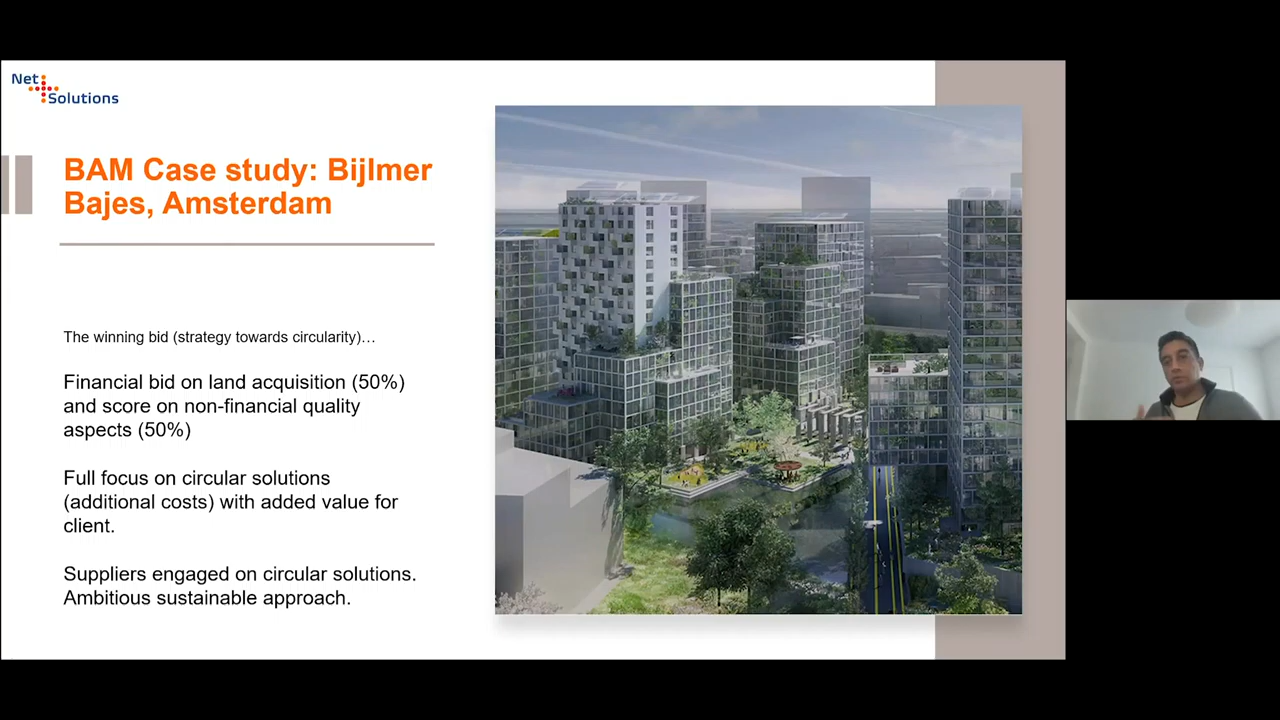 Net
Solutions
BAM Case study: Bijlmer
Bajes, Amsterdam
The winning bid (strategy towards circularity)…
Financial bid on land acquisition (50%)
and score on non-financial quality
aspects (50%)
Full focus on circular solutions
(additional costs) with added value for
client.
Suppliers engaged on circular solutions.
Ambitious sustainable approach.